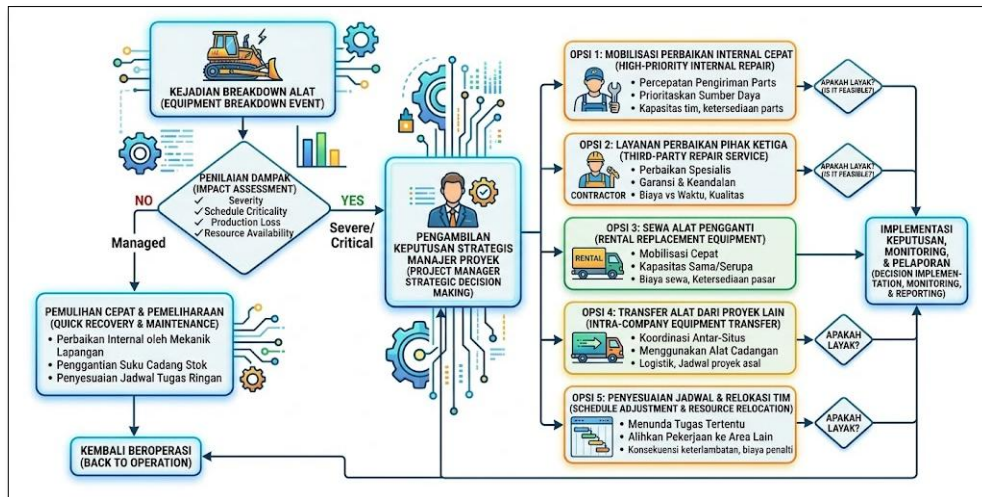 KEJADIAN BREAKDOWN ALAT
(EQUIPMENT BREAKDOWN EVENT)
PENILAIAN DAMPAK
(IMPACT ASSESSMENT)
✓ Severity
✓ Schedule Criticality
✓ Production Loss
✓ Resource Availability
NO
Managed
YES
Severe/
Critical
PEMULIHAN CEPAT & PEMELIHARAAN
(QUICK RECOVERY & MAINTENANCE)
• Perbaikan Internal oleh Mekanik
Lapangan
• Penggantian Suku Cadang Stok
• Penyesuaian Jadwal Tugas Ringan
KEMBALI BEROPERASI
(BACK TO OPERATION)
PENGAMBILAN
KEPUTUSAN STRATEGIS
MANAJER PROYEK
(PROJECT MANAGER
STRATEGIC DECISION
MAKING)
OPSI 1: MOBILISASI PERBAIKAN INTERNAL CEPAT
(HIGH-PRIORITY INTERNAL REPAIR)
• Percepatan Pengiriman Parts
• Prioritaskan Sumber Daya
• Kapasitas tim, ketersediaan parts
APAKAH LAYAK?
(IS IT FEASIBLE?)
OPSI 2: LAYANAN PERBAIKAN PIHAK KETIGA
(THIRD-PARTY REPAIR SERVICE)
• Perbaikan Spesialis
• Garansi & Keandalan
• Biaya vs Waktu, Kualitas
CONTRACTOR
APAKAH LAYAK?
(IS IT FEASIBLE?)
OPSI 3: SEWA ALAT PENGGANTI
(RENTAL REPLACEMENT EQUIPMENT)
RENTAL
• Mobilisasi Cepat
• Kapasitas Sama/Serupa
• Biaya sewa, Ketersediaan pasar
OPSI 4: TRANSFER ALAT DARI PROYEK LAIN
(INTRA-COMPANY EQUIPMENT TRANSFER)
• Koordinasi Antar-Situs
• Menggunakan Alat Cadangan
• Logistik, Jadwal proyek asal
APAKAH
LAYAK?
OPSI 5: PENYESUAIAN JADWAL & RELOKASI TIM
(SCHEDULE ADJUSTMENT & RESOURCE RELOCATION)
• Menunda Tugas Tertentu
• Alihkan Pekerjaan ke Area Lain
• Konsekuensi keterlambatan, biaya penalti
APAKAH
LAYAK?
IMPLEMENTASI
KEPUTUSAN,
MONITORING,
& PELAPORAN
(DECISION IMPLEMEN-
TATION, MONITORING,
& REPORTING)